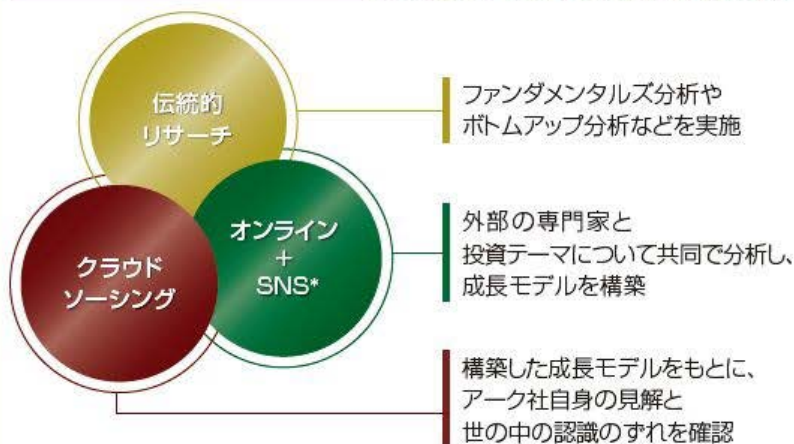 伝統的
リサーチ
ファンダメンタルズ分析や
ボトムアップ分析などを実施
オンライン
+
SNS*
外部の専門家と
投資テーマについて共同で分析し、
成長モデルを構築
クラウド
ソーシング
構築した成長モデルをもとに、
アーク社自身の見解と
世の中の認識のずれを確認